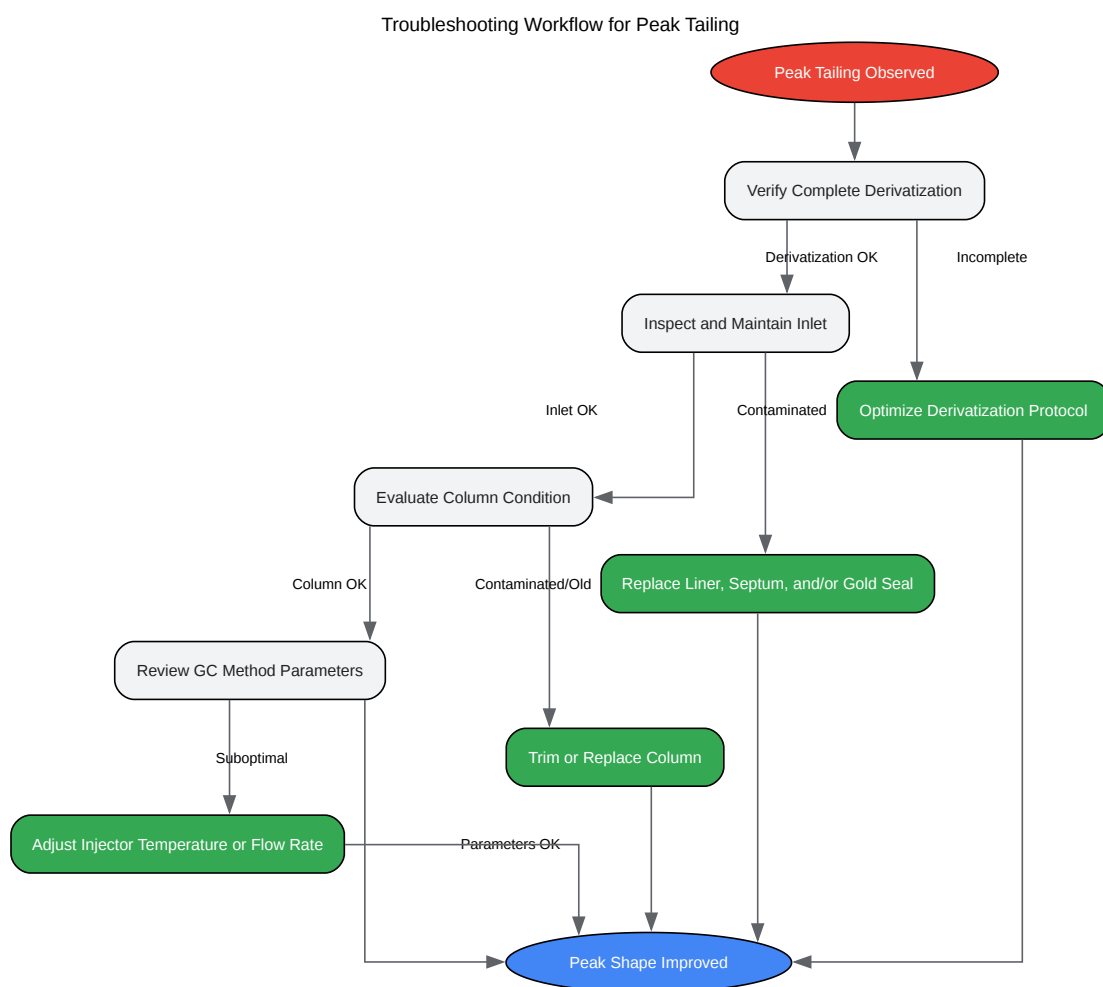 Troubleshooting Workflow for Peak Tailing
Peak Tailing Observed
Verify Complete Derivatization
Derivatization OK
Incomplete
Inspect and Maintain Inlet
Inlet OK
Contaminated
Optimize Derivatization Protocol
Evaluate Column Condition
Column OK
Contaminated/Old
Replace Liner, Septum, and/or Gold Seal
Review GC Method Parameters
Suboptimal
Trim or Replace Column
Adjust Injector Temperature or Flow Rate
Parameters OK
Peak Shape Improved